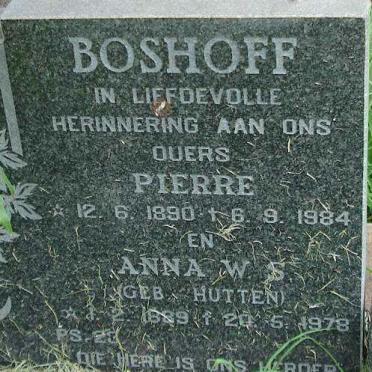 BOSHOFF
IN LIEFDEVOLLE
HERINNERING AAN ONS
OUERS
PIERRE
☆ 12. 6. 1890 † 6. 9. 1984
EN
ANNA W. S.
(GEB. HUTTEN)
☆ 1. 2. 1889 † 20. 5. 1978
PS. 23
DIE HERE IS ONS HERDER